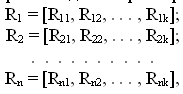 R₁ = [R₁₁, R₁₂, . . . , R₁ₖ];
R₂ = [R₂₁, R₂₂, . . . , R₂ₖ];
. . . . . . . . . .
Rₙ = [Rₙ₁, Rₙ₂, . . . , Rₙₖ],